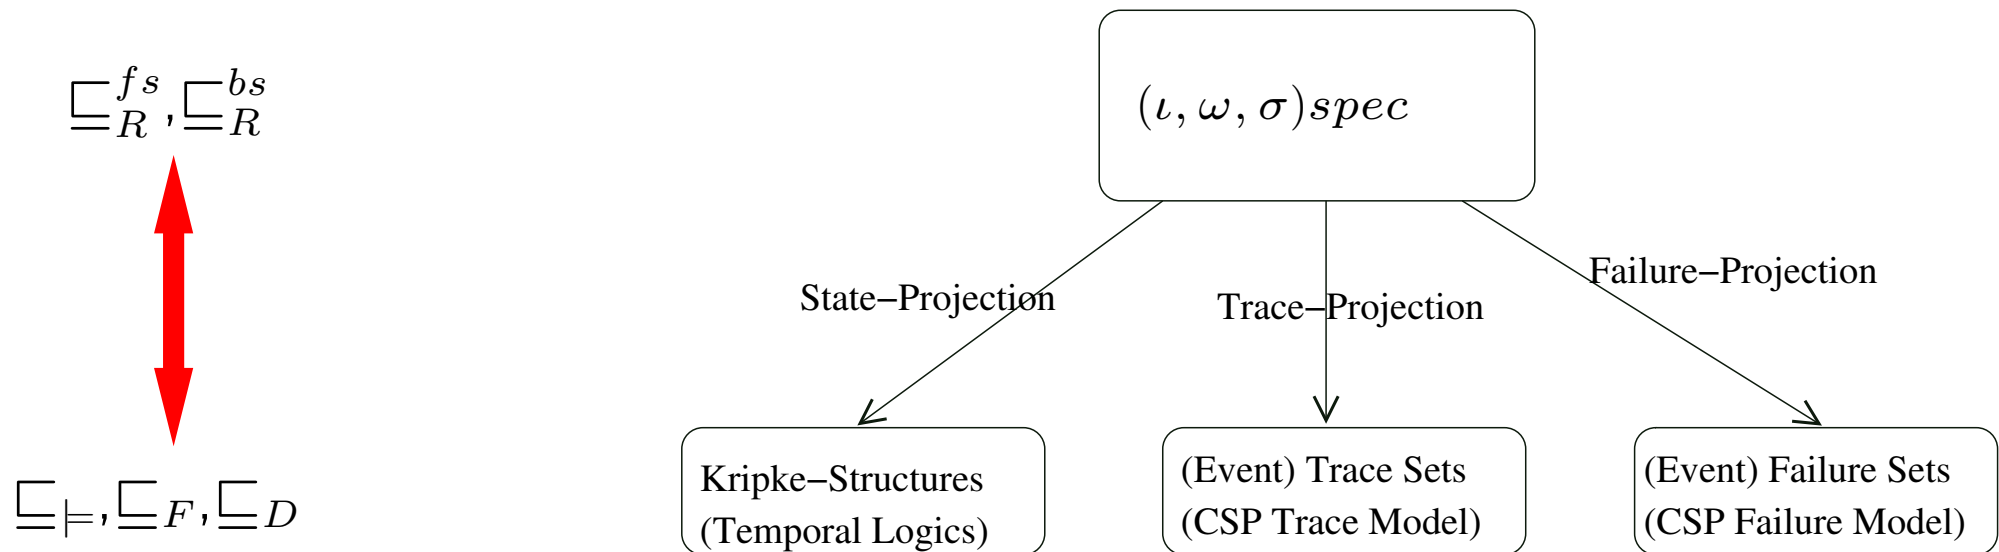 ⊑_R^{fs}, ⊑_R^{bs}
(ι, ω, σ)spec
State−Projection
Trace−Projection
Failure−Projection
⊑_⊨, ⊑_F, ⊑_D
Kripke−Structures
(Temporal Logics)
(Event) Trace Sets
(CSP Trace Model)
(Event) Failure Sets
(CSP Failure Model)